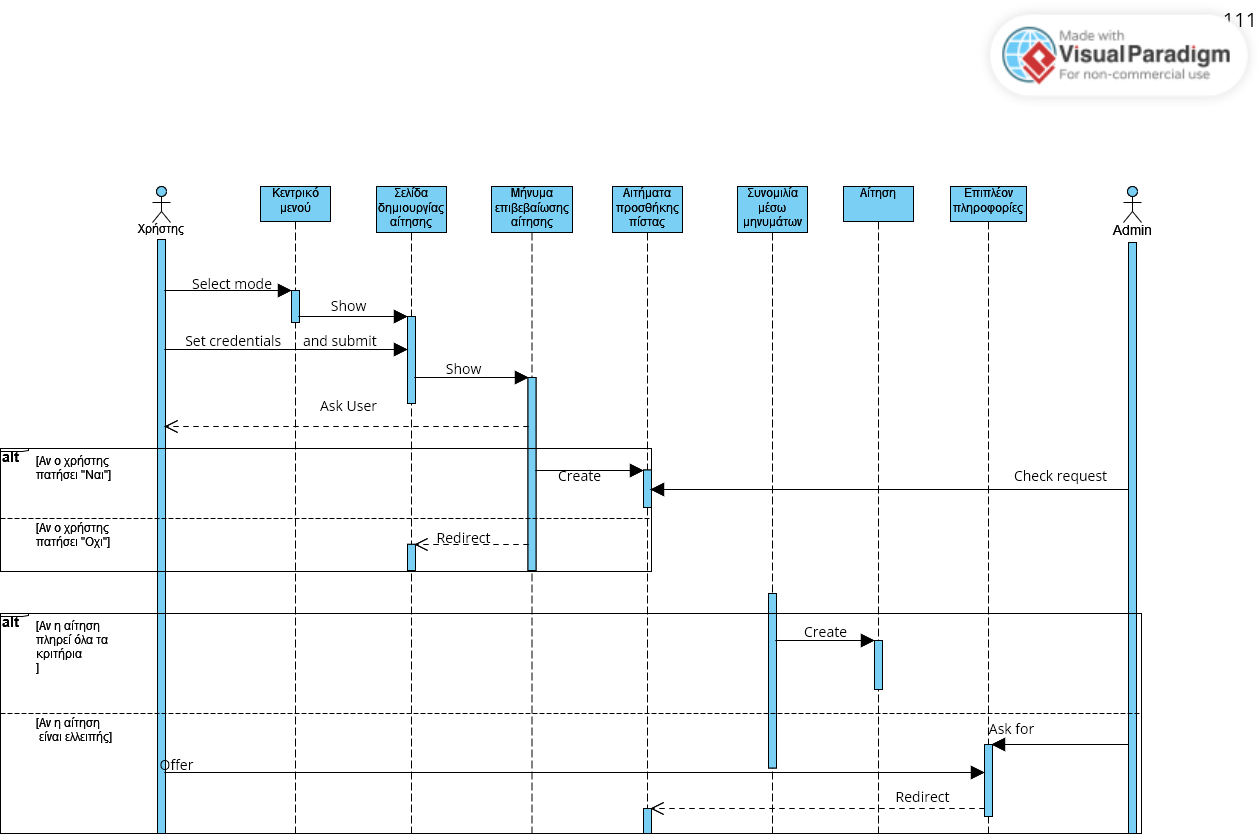 111
Made with
Visual Paradigm
For non-commercial use
Χρήστης
Κεντρικό
μενού
Σελίδα
δημιουργίας
αίτησης
Μήνυμα
επιβεβαίωσης
αίτησης
Αιτήματα
προσθήκης
πίστας
Συνομιλία
μέσω
μηνυμάτων
Αίτηση
Επιπλέον
πληροφορίες
Admin
Select mode
Show
Set credentials and submit
Show
Ask User
alt
[Αν ο χρήστης
πατήσει "Ναι"]
Create
Check request
[Αν ο χρήστης
πατήσει "Οχι"]
Redirect
alt
[Αν η αίτηση
πληρεί όλα τα
κριτήρια
]
Create
[Αν η αίτηση
είναι ελλειπής]
Ask for
Offer
Redirect